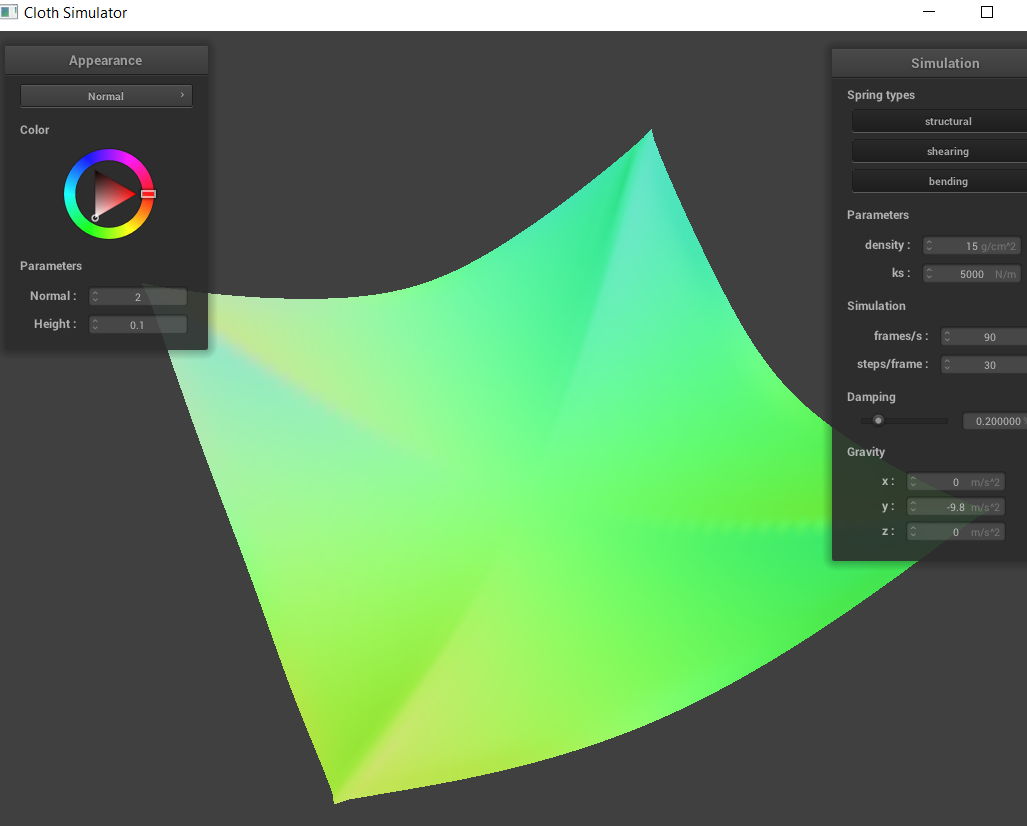 Cloth Simulator
Appearance
Normal
Color
Parameters
Normal : 2
Height : 0.1
Simulation
Spring types
structural
shearing
bending
Parameters
density : 15 g/cm^2
ks : 5000 N/m
Simulation
frames/s : 90
steps/frame : 30
Damping
0.200000
Gravity
x : 0 m/s^2
y : -9.8 m/s^2
z : 0 m/s^2